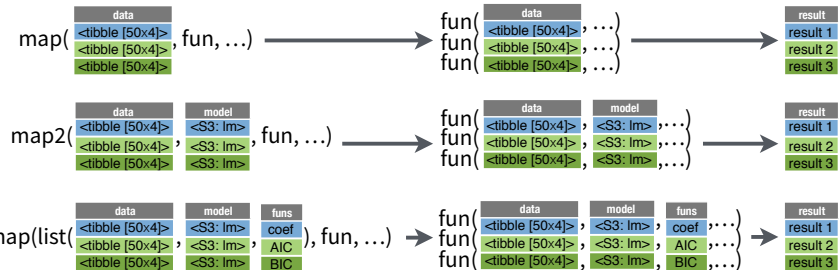 data data result
map( <tibble [50x4]> , fun, …) fun( <tibble [50x4]> , …) result 1
<tibble [50x4]> fun( <tibble [50x4]> , …) result 2
<tibble [50x4]> fun( <tibble [50x4]> , …) result 3
data model data model result
map2( <tibble [50x4]> , <S3: lm> , fun, …) fun( <tibble [50x4]> , <S3: lm> ,…) result 1
<tibble [50x4]> <S3: lm> fun( <tibble [50x4]> , <S3: lm> ,…) result 2
<tibble [50x4]> <S3: lm> fun( <tibble [50x4]> , <S3: lm> ,…) result 3
data model funs data model funs result
map(list( <tibble [50x4]> , <S3: lm> , coef ), fun, …) fun( <tibble [50x4]> , <S3: lm> , coef ,…) result 1
<tibble [50x4]> <S3: lm> AIC fun( <tibble [50x4]> , <S3: lm> , AIC ,…) result 2
<tibble [50x4]> <S3: lm> BIC fun( <tibble [50x4]> , <S3: lm> , BIC ,…) result 3